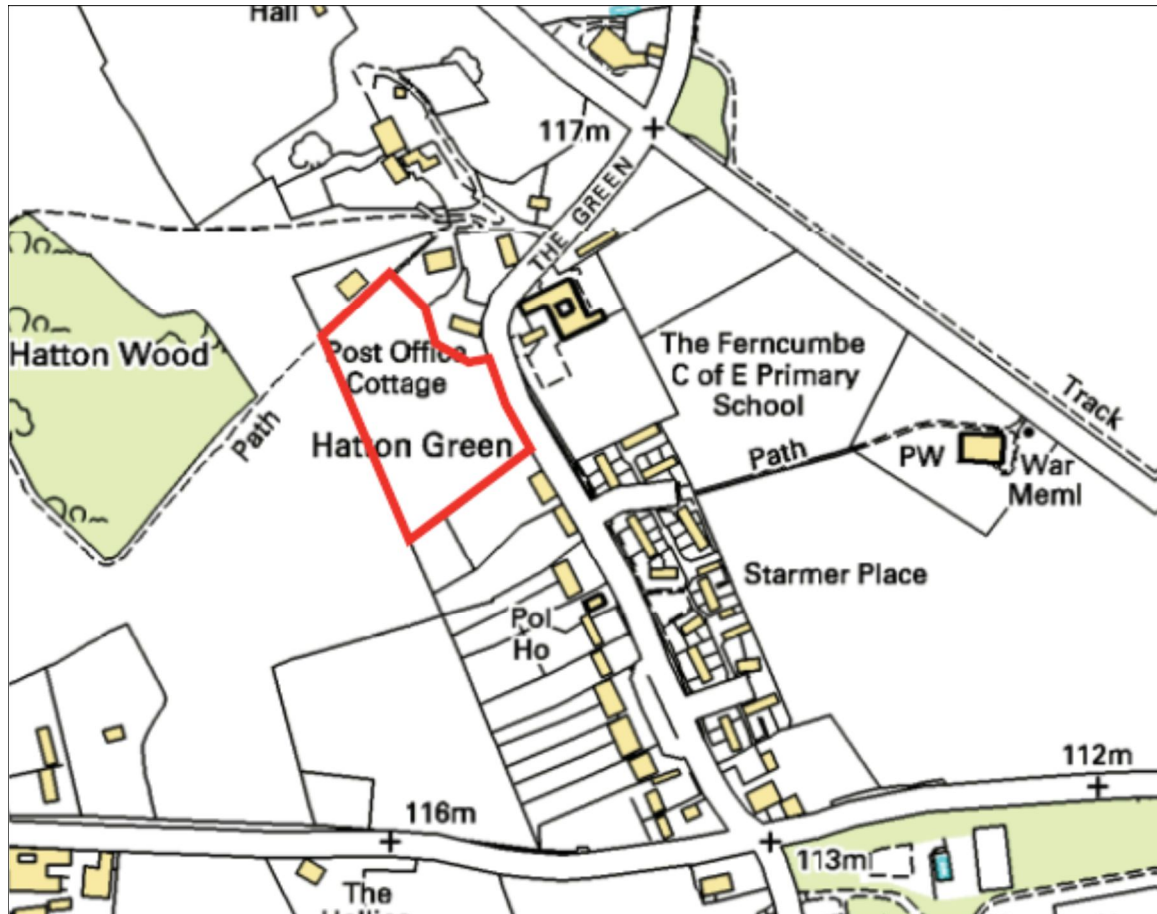 Hall
117m
THE GREEN
Hatton Wood
Post Office
Cottage
The Ferncumbe
C of E Primary
School
Track
Path
Hatton Green
Path
PW
War
Meml
Starmer Place
Pol
Ho
112m
116m
113m
The